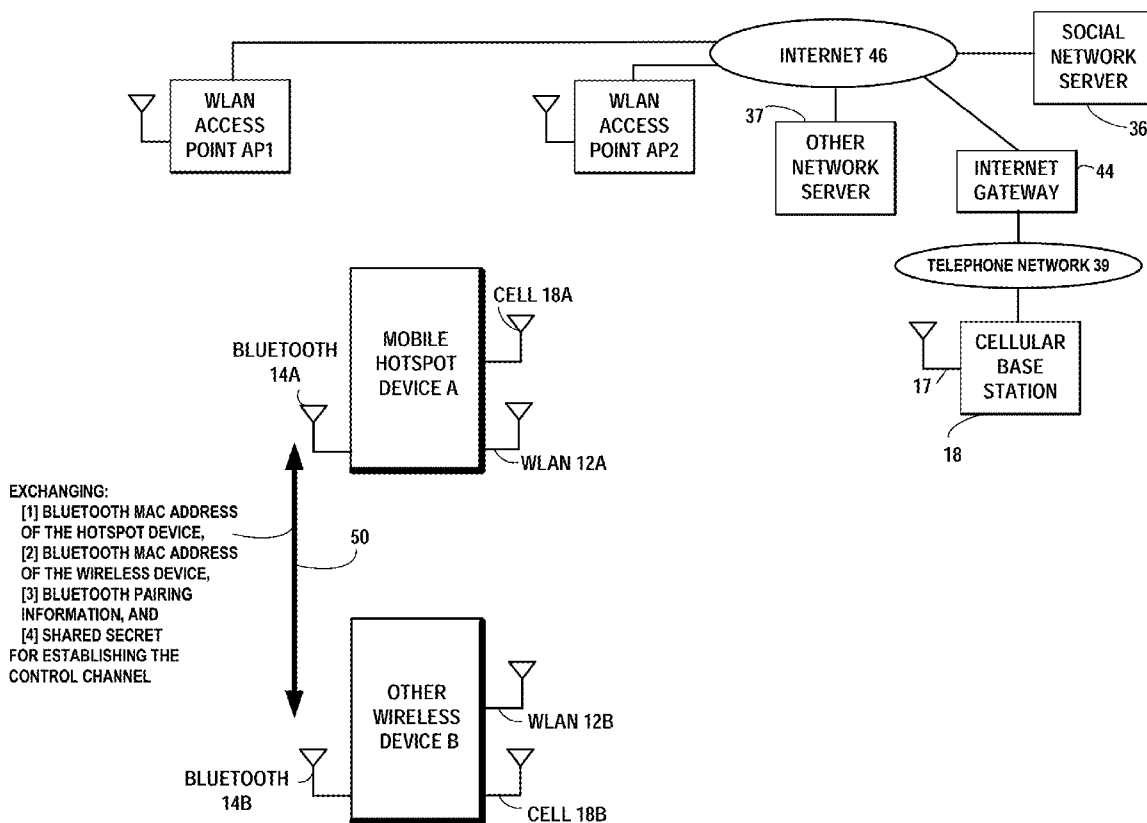 SOCIAL
NETWORK
SERVER
36
INTERNET 46
WLAN
ACCESS
POINT AP1
WLAN
ACCESS
POINT AP2
37
OTHER
NETWORK
SERVER
INTERNET
GATEWAY
44
TELEPHONE NETWORK 39
CELLULAR
BASE
STATION
17
18
CELL 18A
MOBILE
HOTSPOT
DEVICE A
BLUETOOTH
14A
WLAN 12A
EXCHANGING:
[1] BLUETOOTH MAC ADDRESS
OF THE HOTSPOT DEVICE,
[2] BLUETOOTH MAC ADDRESS
OF THE WIRELESS DEVICE,
[3] BLUETOOTH PAIRING
INFORMATION, AND
[4] SHARED SECRET
FOR ESTABLISHING THE
CONTROL CHANNEL
50
OTHER
WIRELESS
DEVICE B
WLAN 12B
BLUETOOTH
14B
CELL 18B